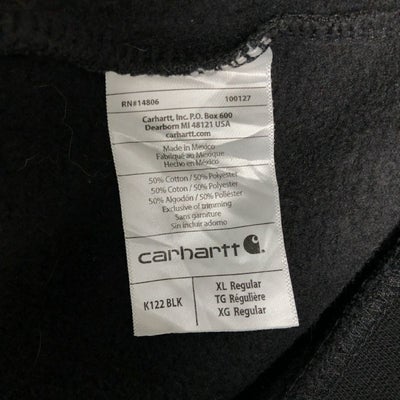 RN#14806 100127
Carhartt, Inc. P.O. Box 600
Dearborn MI 48121 USA
carhartt.com
Made in Mexico
Fabriqué au Mexique
Hecho en México
50% Cotton / 50% Polyester
50% Coton / 50% Polyester
50% Algodón / 50% Poliéster
Exclusive of trimming
Sans garniture
Sin incluir adorno
carhartt
K122 BLK
XL Regular
TG Régulière
XG Regular